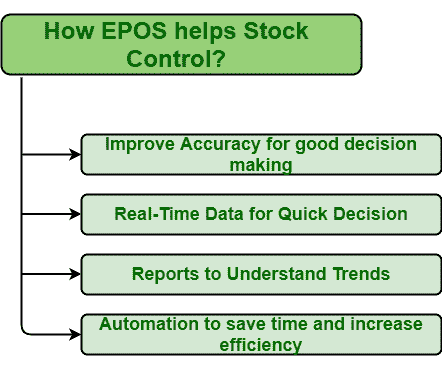 How EPOS helps Stock
Control?
Improve Accuracy for good decision
making
Real-Time Data for Quick Decision
Reports to Understand Trends
Automation to save time and increase
efficiency